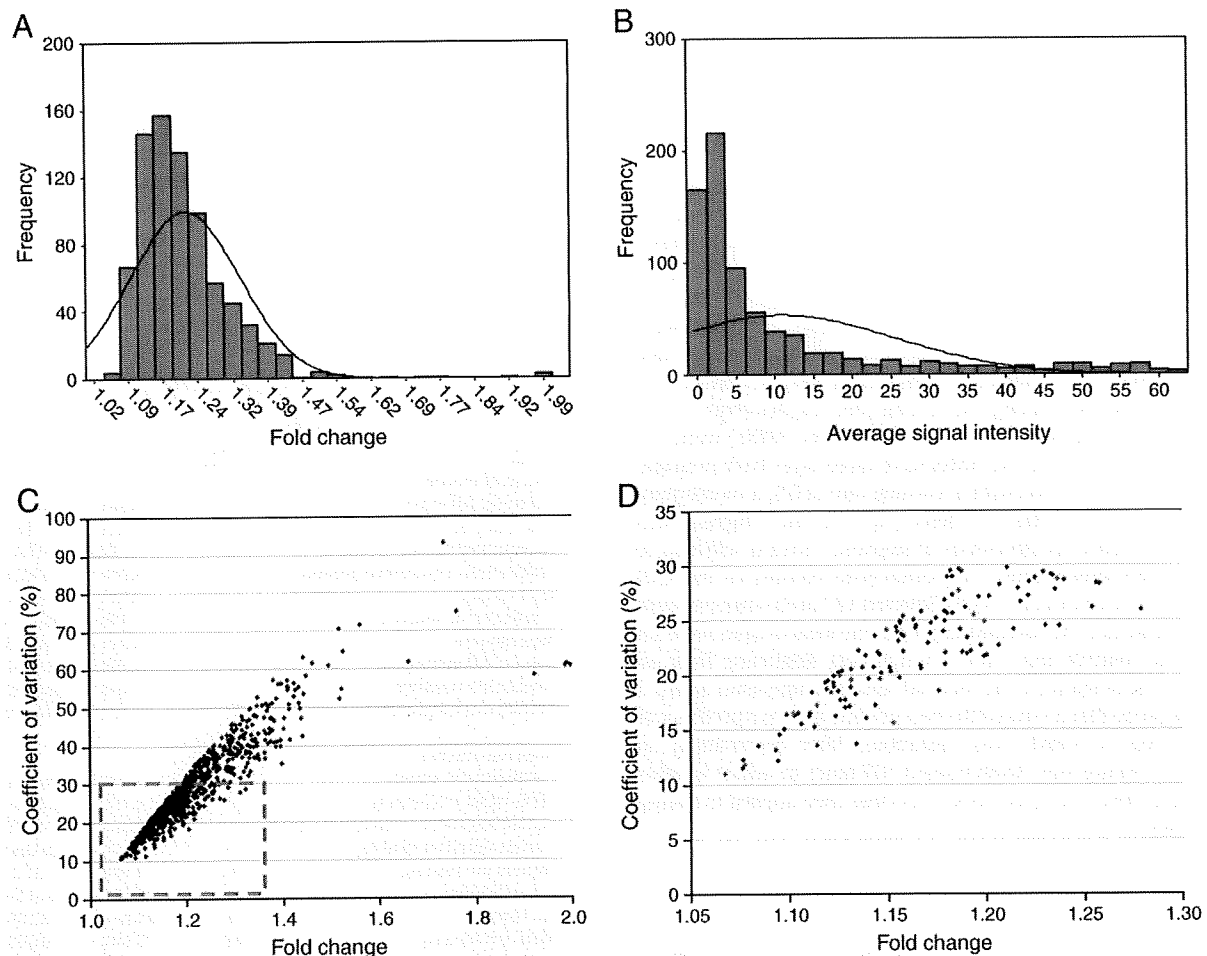 A
200
160
120
80
40
0
Frequency
1.02
1.09
1.17
1.24
1.32
1.39
1.47
1.54
1.62
1.69
1.77
1.84
1.92
1.99
Fold change
B
300
200
100
0
Frequency
0 5 10 15 20 25 30 35 40 45 50 55 60
Average signal intensity
C
100
90
80
70
60
50
40
30
20
10
0
Coefficient of variation (%)
1.0 1.2 1.4 1.6 1.8 2.0
Fold change
D
35
30
25
20
15
10
5
0
Coefficient of variation (%)
1.05 1.10 1.15 1.20 1.25 1.30
Fold change